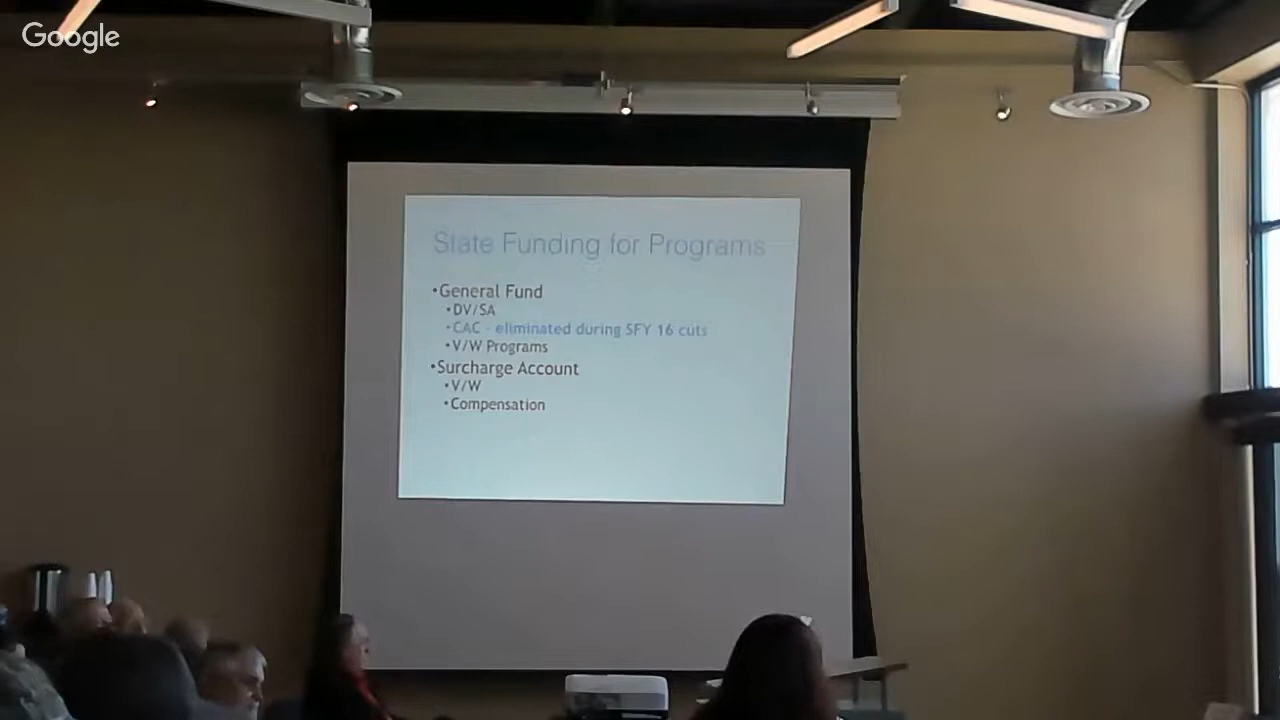 Google
State Funding for Programs
•General Fund
•DV/SA
•CAC - eliminated during SFY 16 cuts
•V/W Programs
•Surcharge Account
•V/W
•Compensation